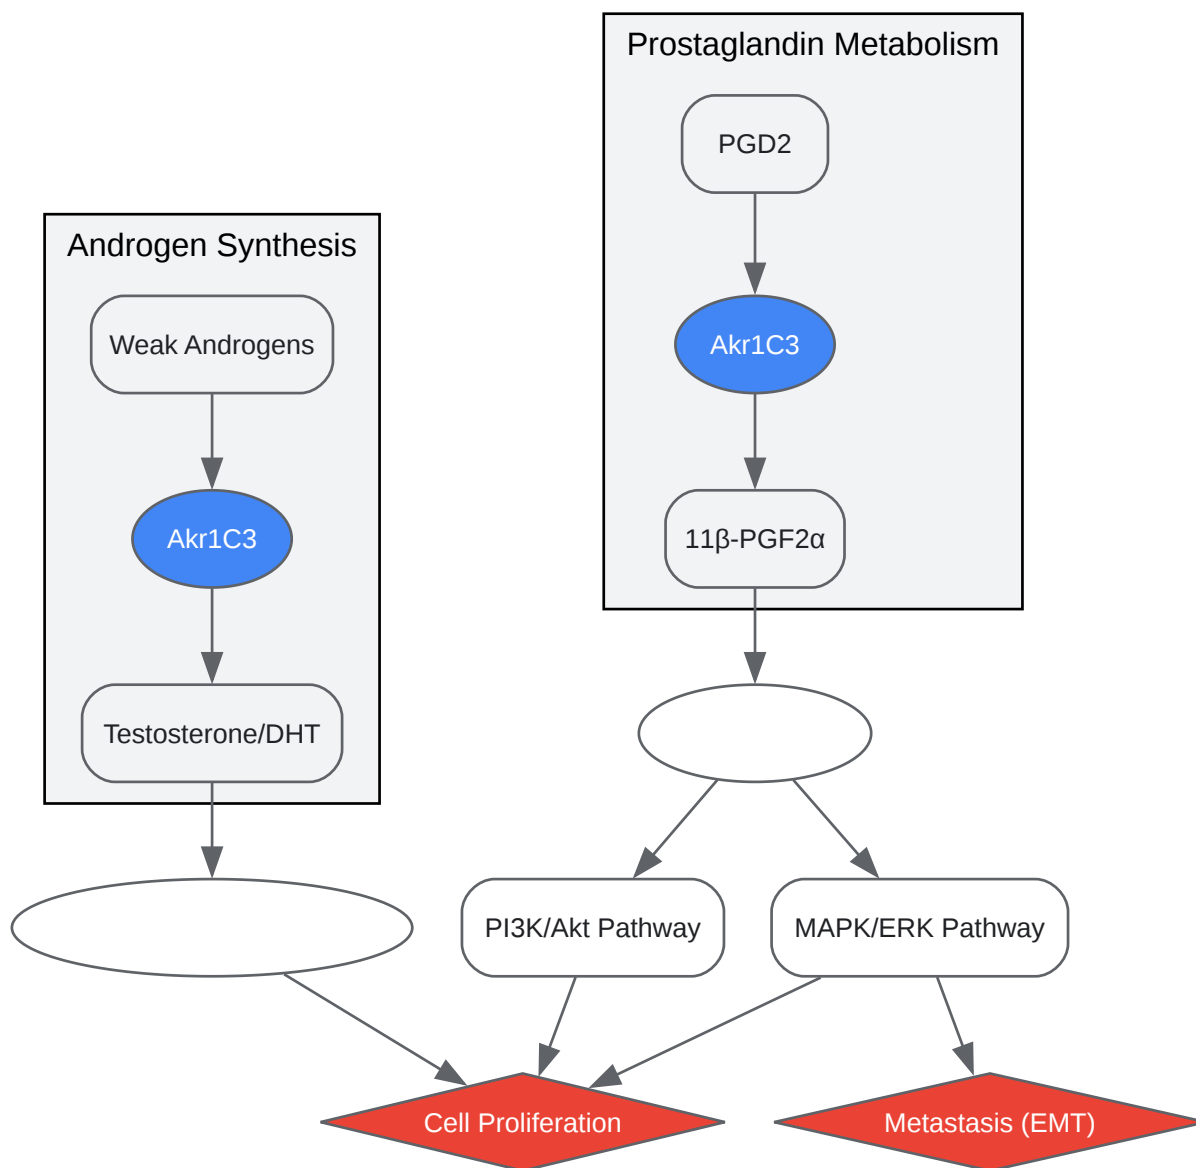 Prostaglandin Metabolism
PGD2
Androgen Synthesis
Weak Androgens
Akr1C3
Akr1C3
11β-PGF2α
Testosterone/DHT
PI3K/Akt Pathway
MAPK/ERK Pathway
Cell Proliferation
Metastasis (EMT)